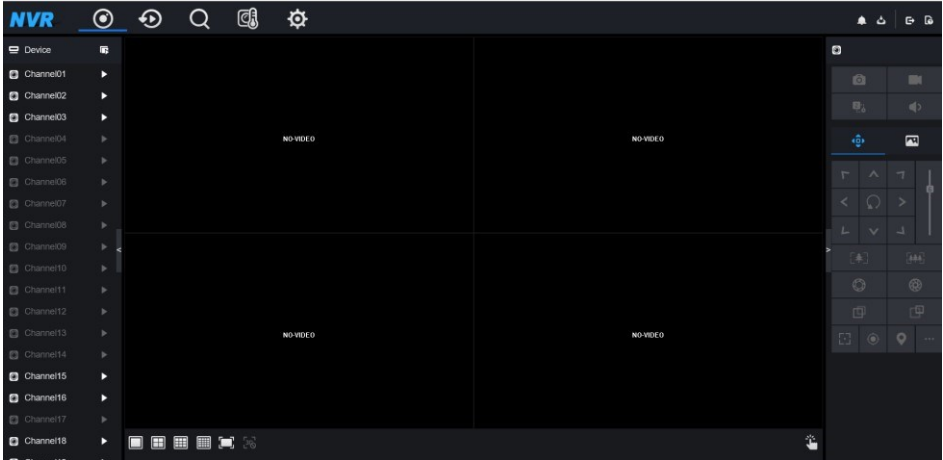 NVR
Device
Channel01
Channel02
Channel03
Channel04
Channel05
Channel06
Channel07
Channel08
Channel09
Channel10
Channel11
Channel12
Channel13
Channel14
Channel15
Channel16
Channel17
Channel18
NO-VIDEO
NO-VIDEO
NO-VIDEO
NO-VIDEO